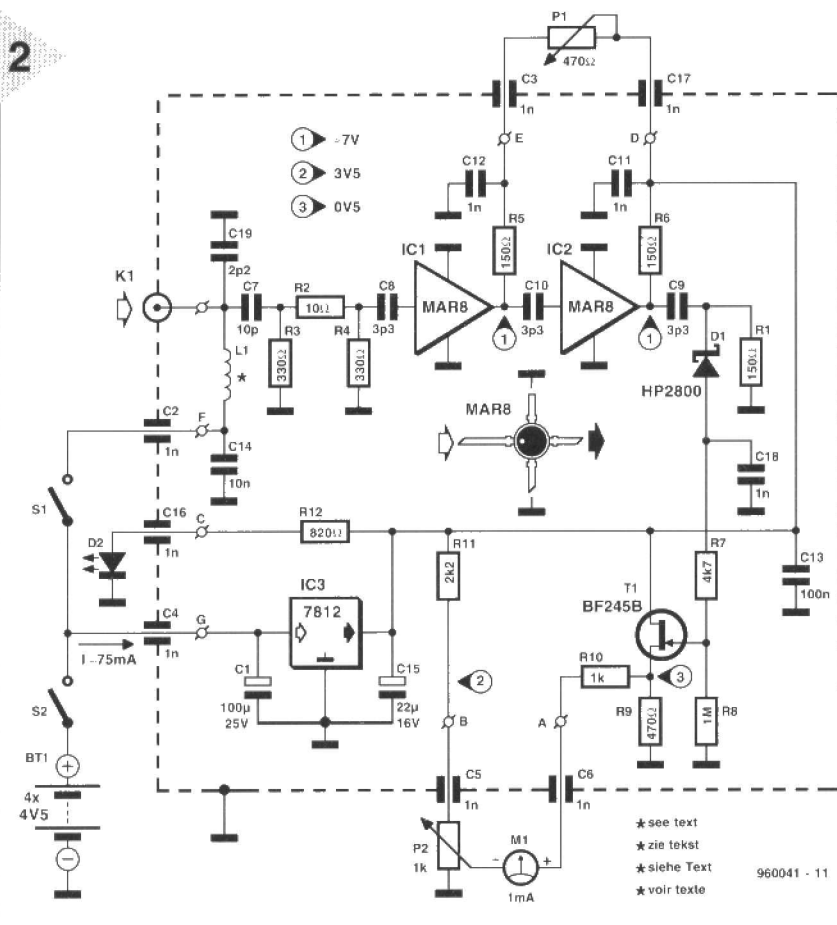 2
P1
470Ω
C3
1n
C17
1n
1 ~7V
2 3V5
3 0V5
E
D
C12
1n
C11
1n
C19
2p2
R5
150Ω
R6
150Ω
K1
C7
10p
R2
10Ω
R3
330Ω
R4
330Ω
C8
3p3
IC1
MAR8
C10
3p3
IC2
MAR8
C9
3p3
1
1
D1
HP2800
R1
150Ω
L1
★
MAR8
C2
1n
F
C14
10n
C18
1n
S1
C16
1n
C
R12
820Ω
D2
R11
2k2
R7
4k7
C13
100n
IC3
7812
T1
BF245B
C4
1n
G
I ~75mA
C1
100µ
25V
C15
22µ
16V
2
R10
1k
3
S2
B
A
R9
470Ω
1M
R8
BT1
+
4x
4V5
−
C5
1n
C6
1n
P2
1k
-
M1
+
1mA
★ see text
★ zie tekst
★ siehe Text
★ voir texte
960041 - 11